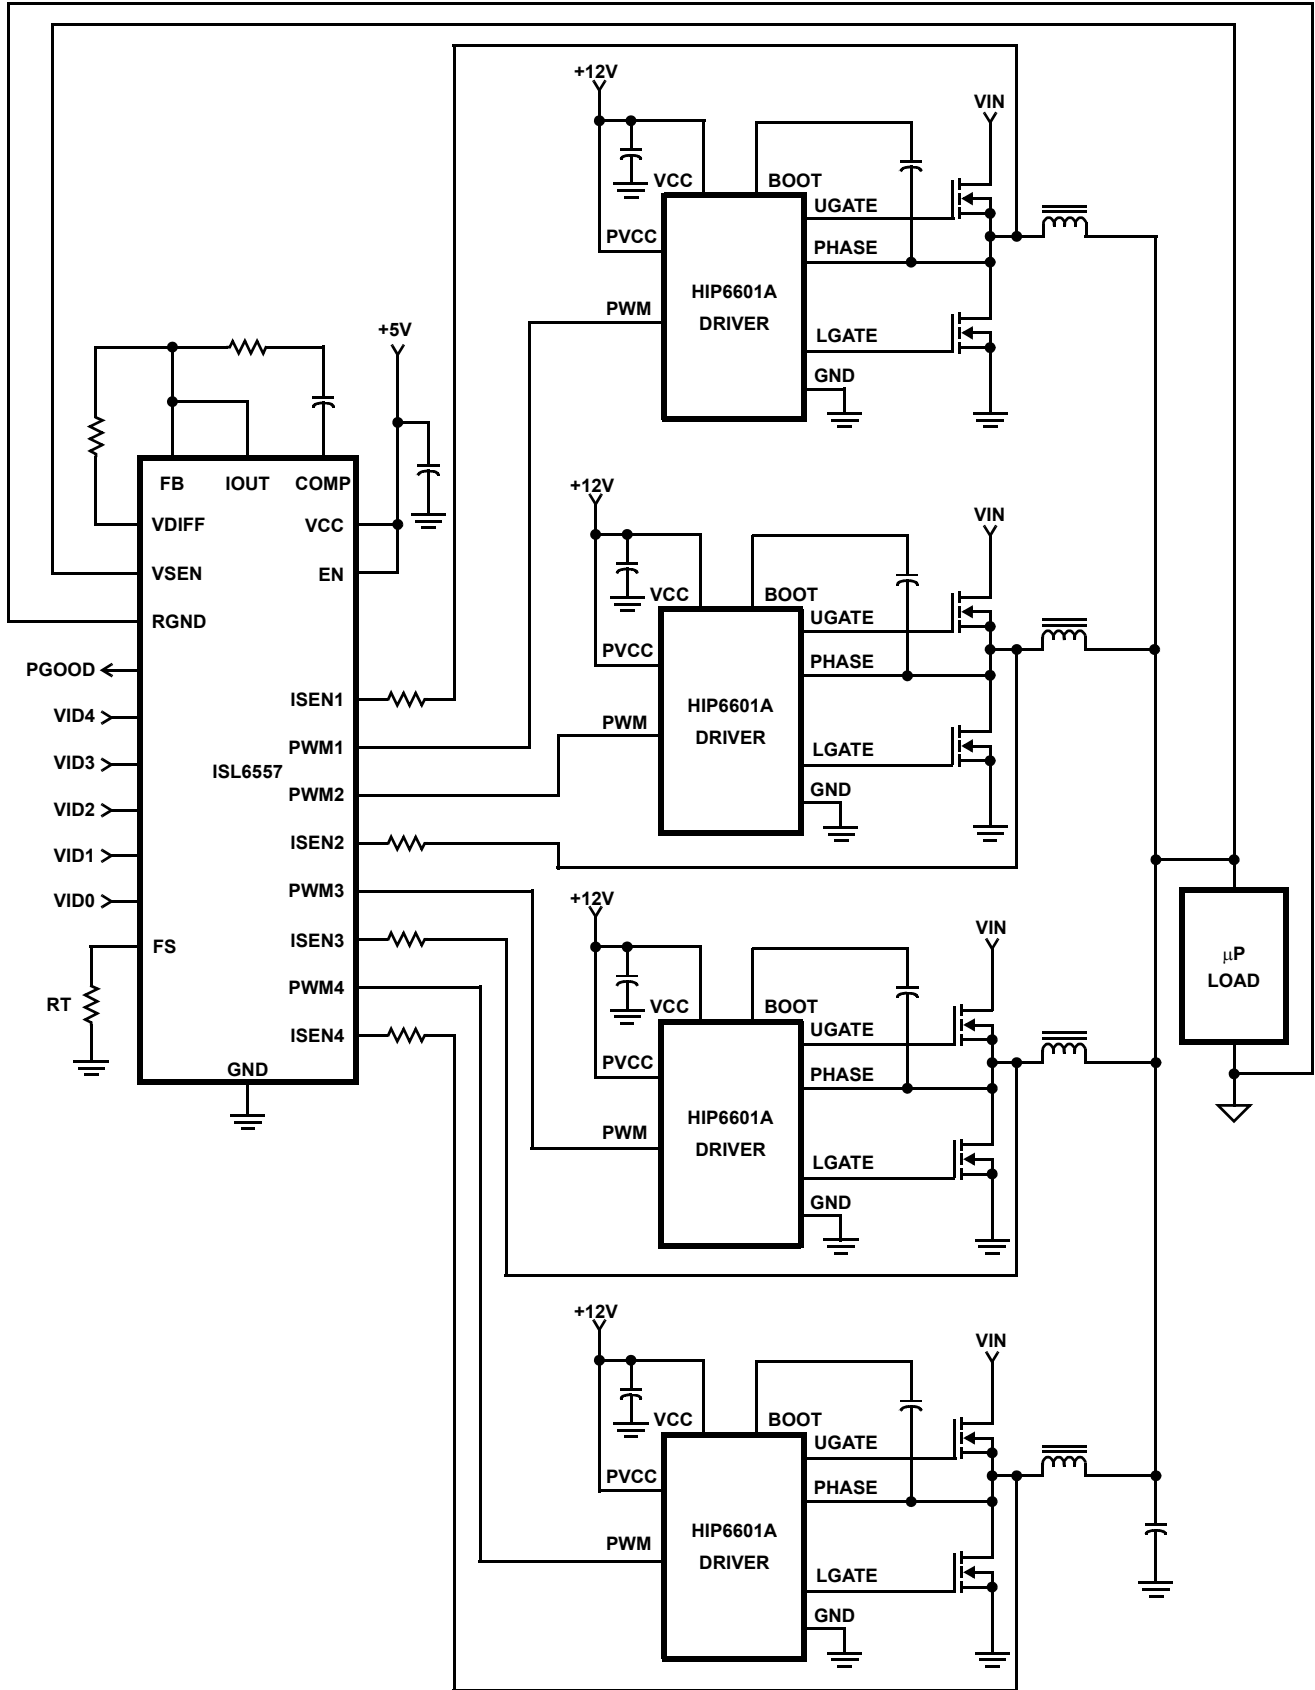 +12V
VIN
VCC
BOOT
UGATE
PVCC
PHASE
HIP6601A
DRIVER
PWM
LGATE
GND
+5V
FB
IOUT
COMP
VDIFF
VCC
VSEN
EN
RGND
PGOOD
ISEN1
VID4
PWM1
VID3
ISL6557
PWM2
VID2
ISEN2
VID1
PWM3
VID0
ISEN3
FS
PWM4
RT
ISEN4
GND
+12V
VIN
VCC
BOOT
UGATE
PVCC
PHASE
HIP6601A
DRIVER
PWM
LGATE
GND
+12V
VIN
VCC
BOOT
UGATE
PVCC
PHASE
HIP6601A
DRIVER
PWM
LGATE
GND
μP
LOAD
+12V
VIN
VCC
BOOT
UGATE
PVCC
PHASE
HIP6601A
DRIVER
PWM
LGATE
GND